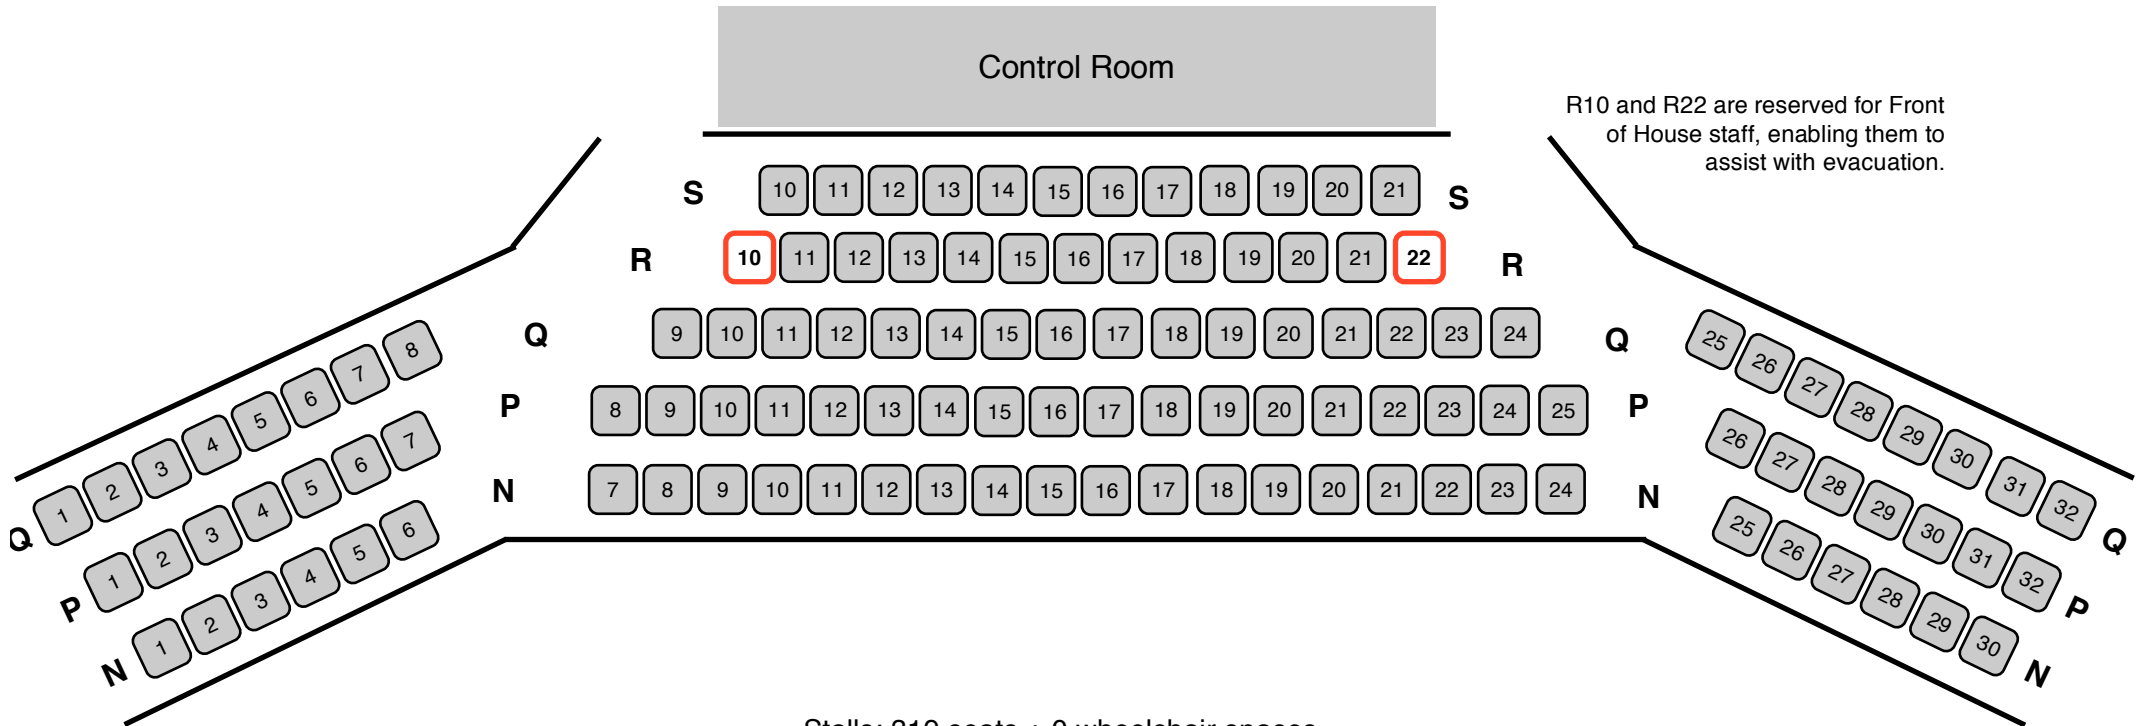 Control Room
R10 and R22 are reserved for Front
of House staff, enabling them to
assist with evacuation.
S 10 11 12 13 14 15 16 17 18 19 20 21 S
R 10 11 12 13 14 15 16 17 18 19 20 21 22 R
Q 1 2 3 4 5 6 7 8 Q 9 10 11 12 13 14 15 16 17 18 19 20 21 22 23 24 Q 25 26 27 28 29 30 31 32 Q
P 1 2 3 4 5 6 7 P 8 9 10 11 12 13 14 15 16 17 18 19 20 21 22 23 24 25 P 26 27 28 29 30 31 32 P
N 1 2 3 4 5 6 N 7 8 9 10 11 12 13 14 15 16 17 18 19 20 21 22 23 24 N 25 26 27 28 29 30 N
seats wheelchair spaces